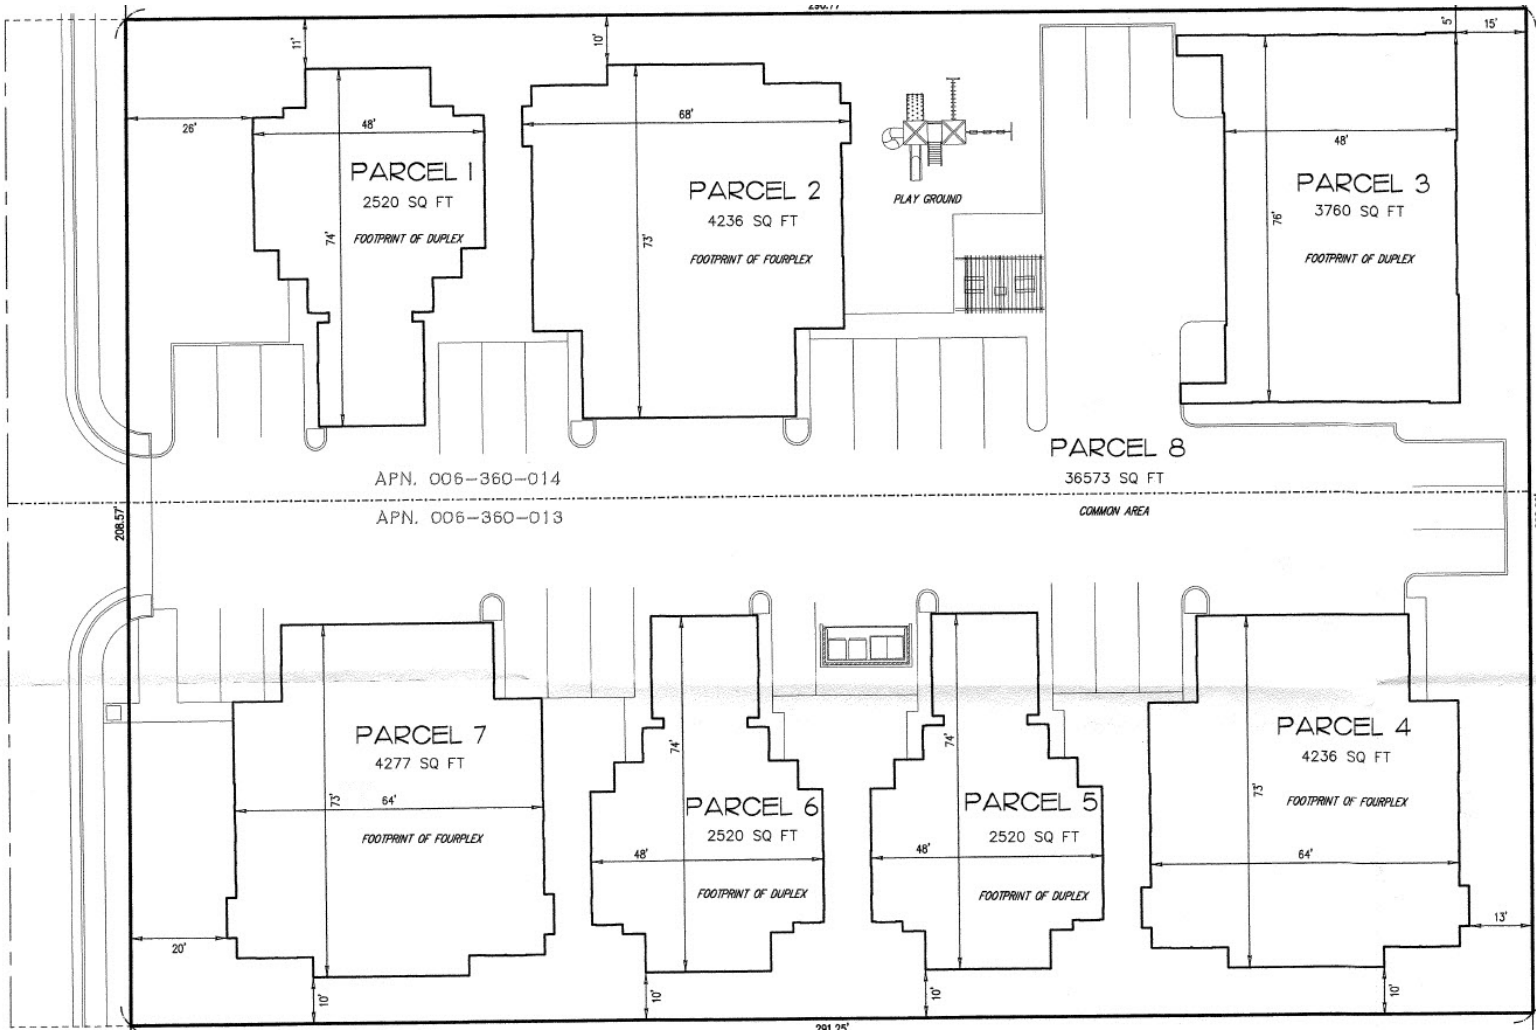 290.77
11'
10'
5'
15'
26'
48'
74'
PARCEL 1
2520 SQ FT
FOOTPRINT OF DUPLEX
68'
73'
PARCEL 2
4236 SQ FT
FOOTPRINT OF FOURPLEX
PLAY GROUND
48'
76'
PARCEL 3
3760 SQ FT
FOOTPRINT OF DUPLEX
PARCEL 8
36573 SQ FT
COMMON AREA
APN. 006-360-014
APN. 006-360-013
208.57'
PARCEL 7
4277 SQ FT
73'
64'
FOOTPRINT OF FOURPLEX
20'
10'
74'
PARCEL 6
2520 SQ FT
48'
FOOTPRINT OF DUPLEX
10'
74'
PARCEL 5
2520 SQ FT
48'
FOOTPRINT OF DUPLEX
10'
PARCEL 4
4236 SQ FT
73'
FOOTPRINT OF FOURPLEX
64'
13'
10'
291.25'